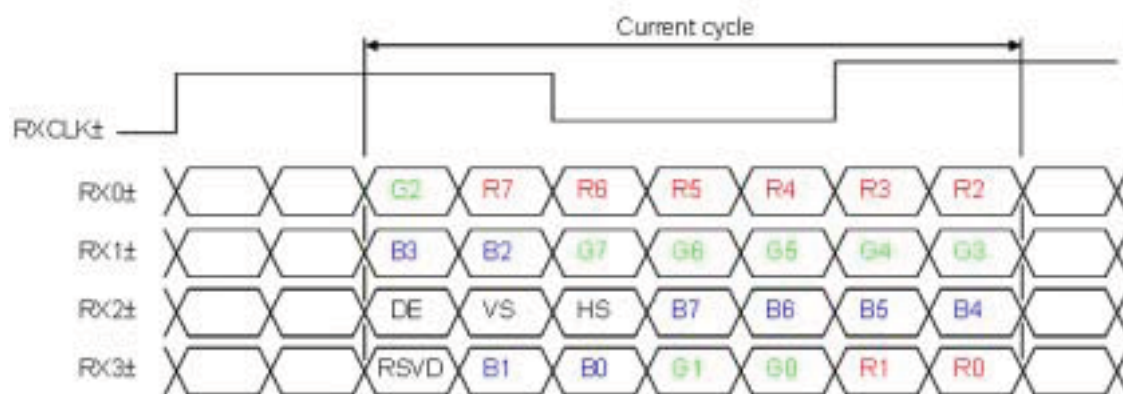 Current cycle
RXCLK±
RX0± G2 R7 R6 R5 R4 R3 R2
RX1± B3 B2 G7 G6 G5 G4 G3
RX2± DE VS HS B7 B6 B5 B4
RX3± RSVD B1 B0 G1 G0 R1 R0